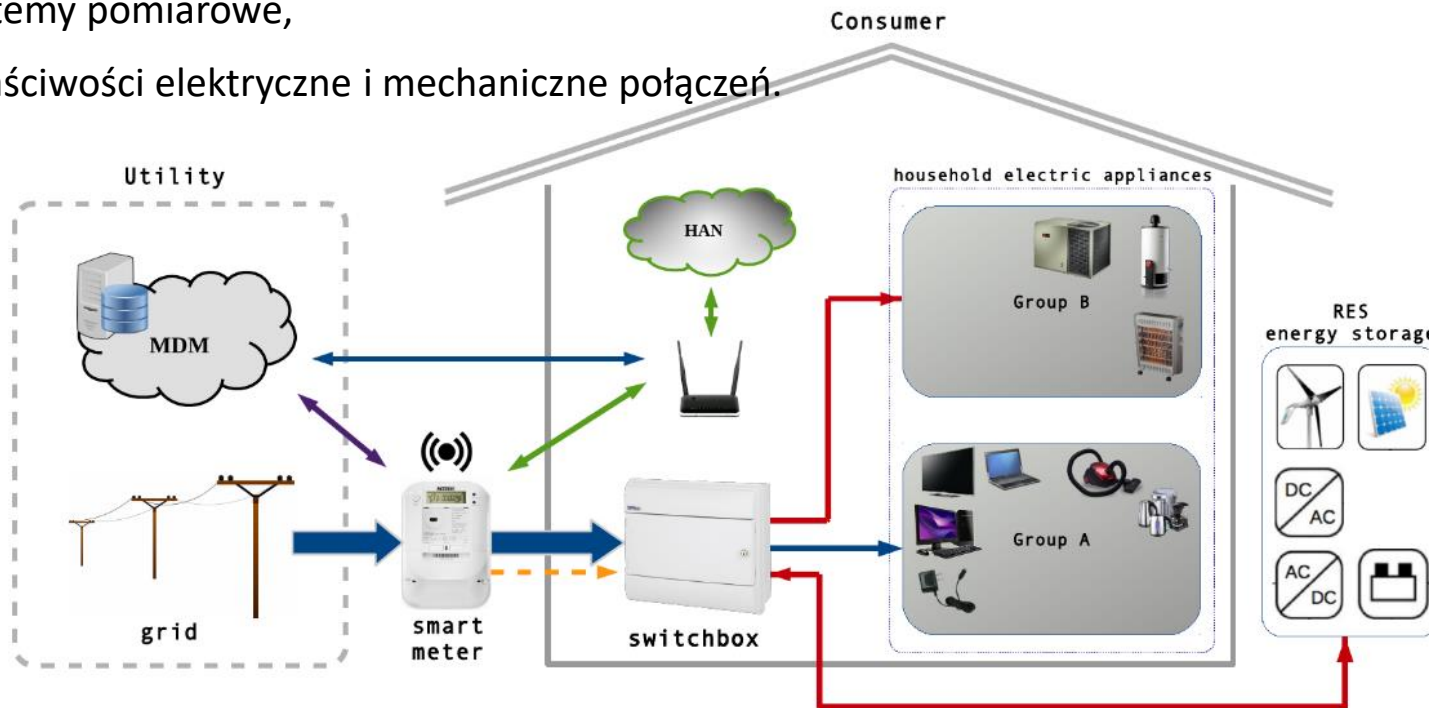 temy pomiarowe,
ściwości elektryczne i mechaniczne połączeń.
Consumer
Utility
household electric appliances
HAN
MDM
Group B
RES
energy storage
DC
AC
Group A
AC
DC
grid
smart
meter
switchbox